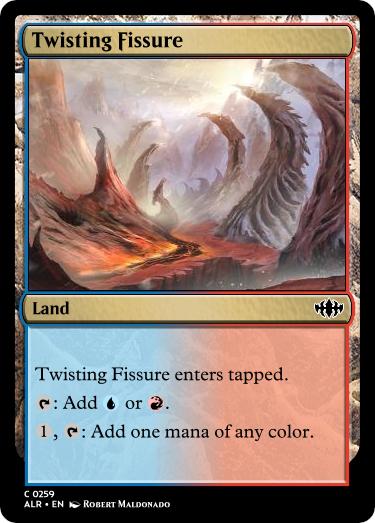 Twisting Fissure
Land
Twisting Fissure enters tapped.
: Add or .
1, : Add one mana of any color.
C 0259
ALR • EN Robert Maldonado